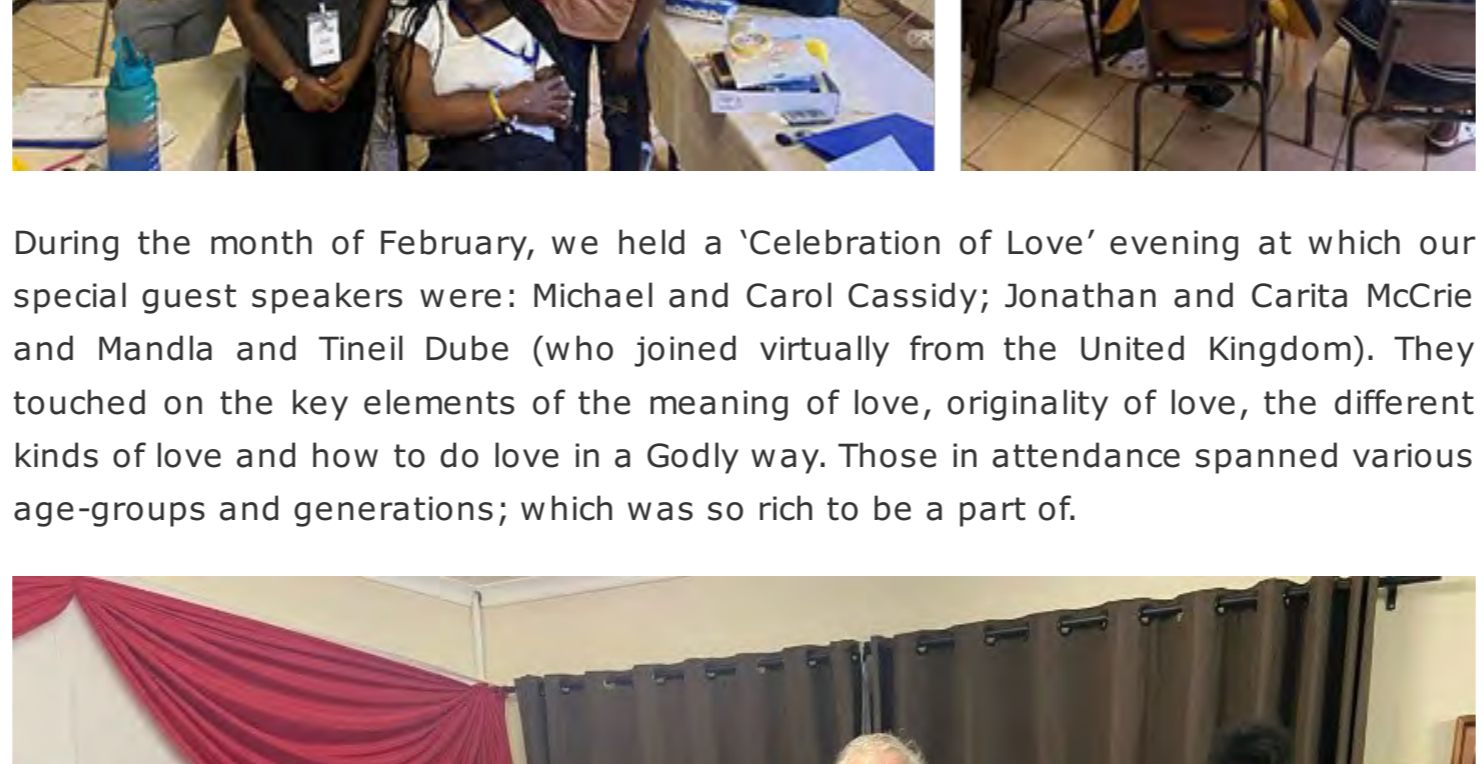 During the month of February, we held a ‘Celebration of Love’ evening at which our
special guest speakers were: Michael and Carol Cassidy; Jonathan and Carita McCrie
and Mandla and Tineil Dube (who joined virtually from the United Kingdom). They
touched on the key elements of the meaning of love, originality of love, the different
kinds of love and how to do love in a Godly way. Those in attendance spanned various
age-groups and generations; which was so rich to be a part of.